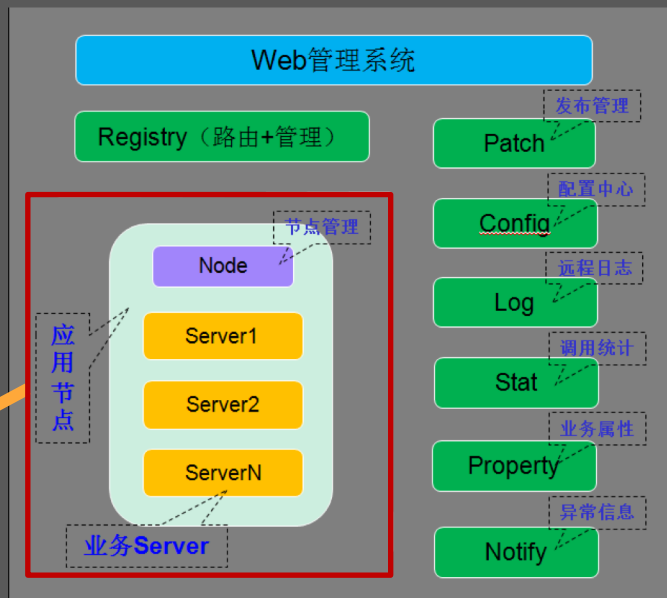 Web管理系统
Registry（路由+管理）
发布管理
Patch
配置中心
Config
节点管理
Node
远程日志
Log
应用节点
Server1
调用统计
Stat
Server2
业务属性
Property
ServerN
异常信息
Notify
业务Server